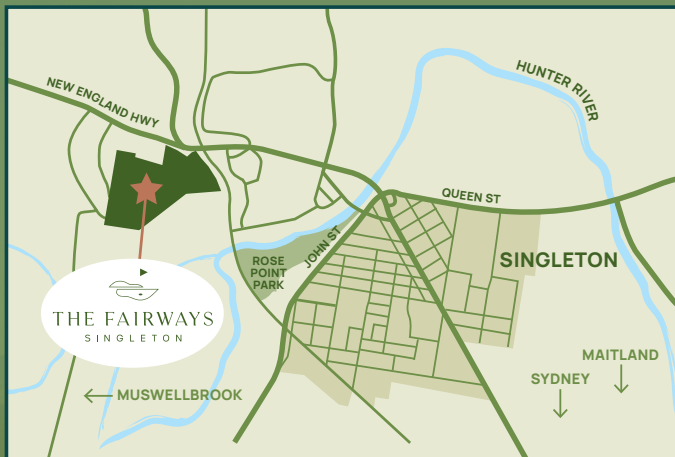 NEW ENGLAND HWY
HUNTER RIVER
QUEEN ST
JOHN ST
ROSE
POINT
PARK
SINGLETON
THE FAIRWAYS
SINGLETON
MAITLAND
SYDNEY
MUSWELLBROOK